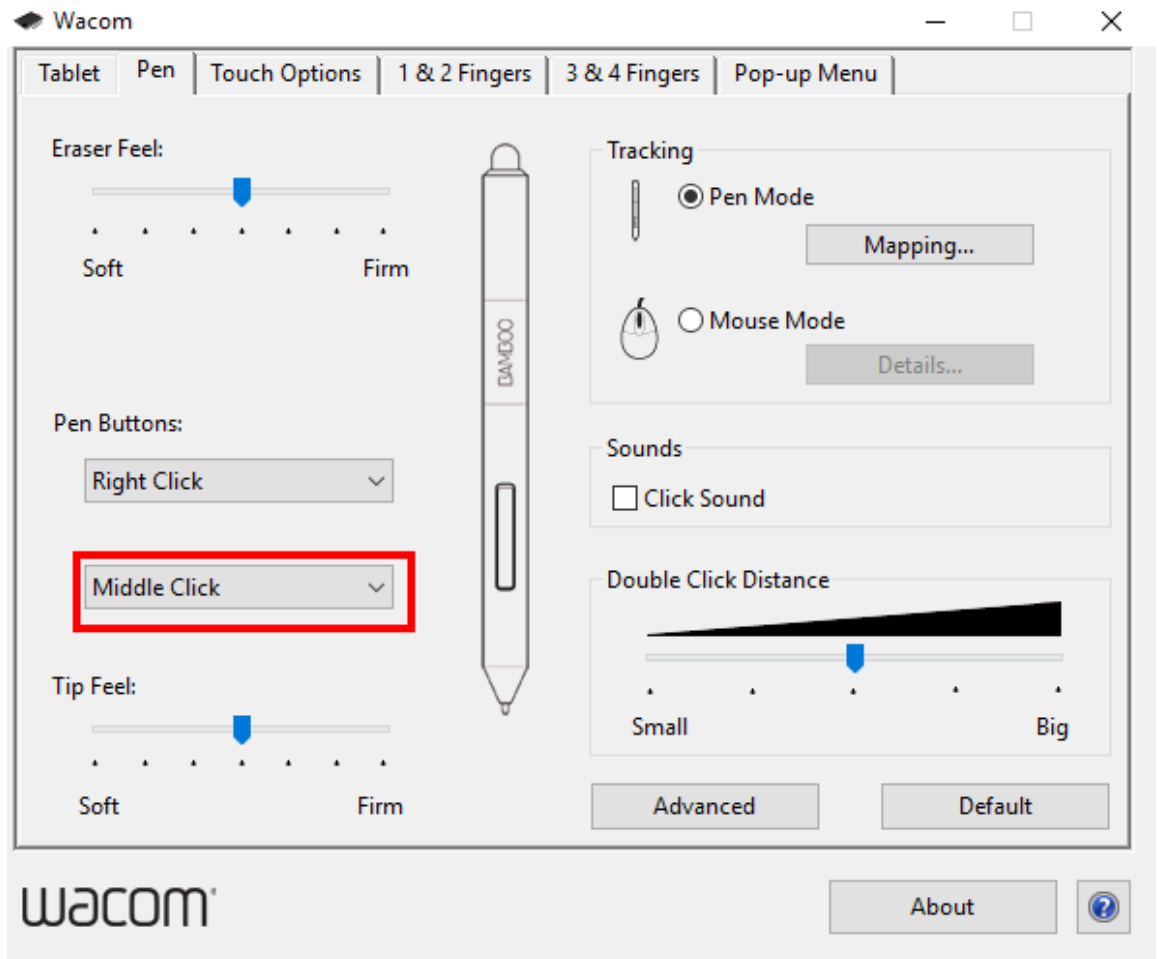 Wacom
Tablet Pen Touch Options 1 & 2 Fingers 3 & 4 Fingers Pop-up Menu
Eraser Feel:
Soft Firm
Pen Buttons:
Right Click
Middle Click
Tip Feel:
Soft Firm
BAMBOO
Tracking
Pen Mode
Mapping...
Mouse Mode
Details...
Sounds
Click Sound
Double Click Distance
Small Big
Advanced Default
wacom
About
?